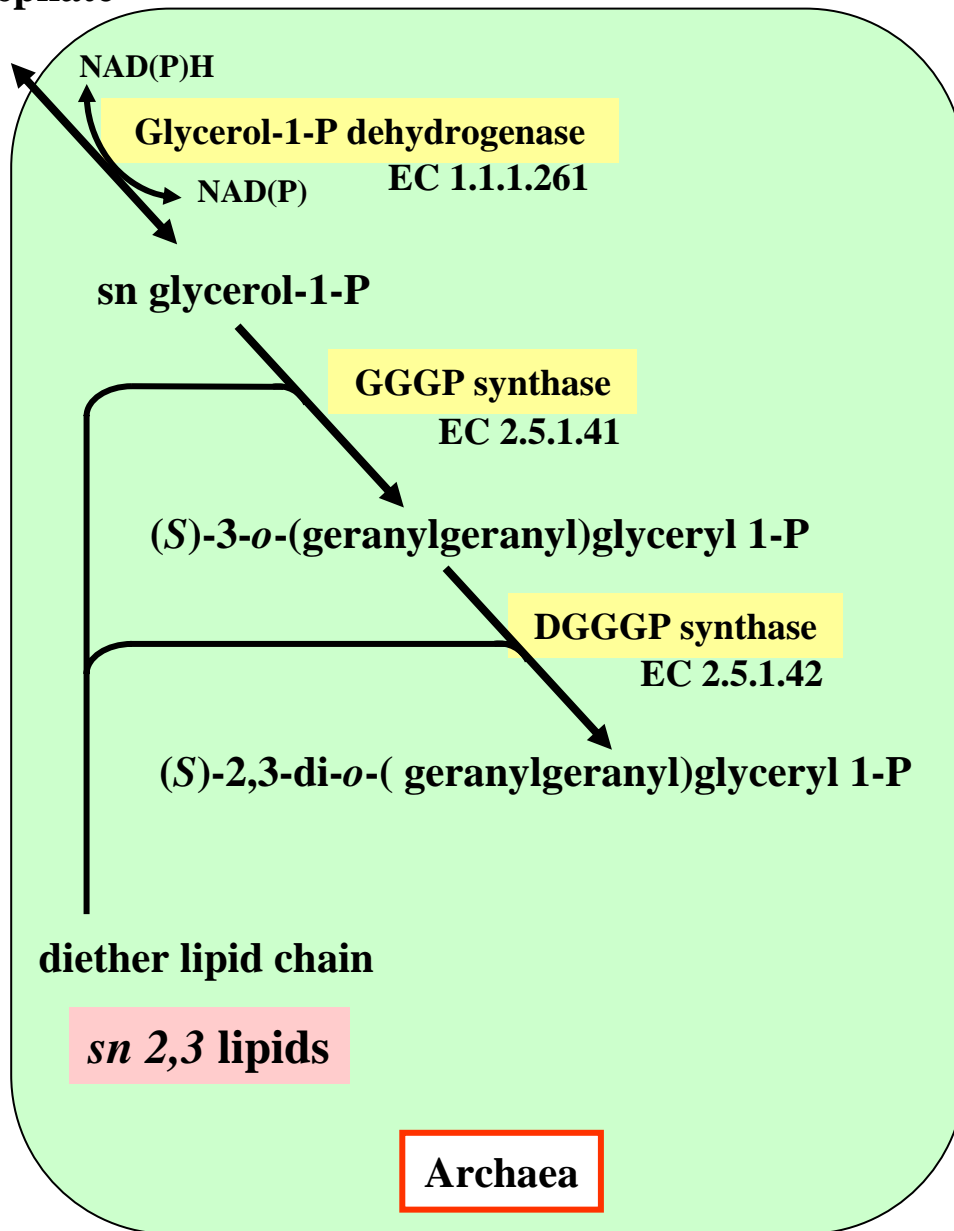 NAD(P)H
Glycerol-1-P dehydrogenase
EC 1.1.1.261
NAD(P)
sn glycerol-1-P
GGGP synthase
EC 2.5.1.41
(S)-3-o-(geranylgeranyl)glyceryl 1-P
DGGGP synthase
EC 2.5.1.42
(S)-2,3-di-o-( geranylgeranyl)glyceryl 1-P
diether lipid chain
sn 2,3 lipids
Archaea